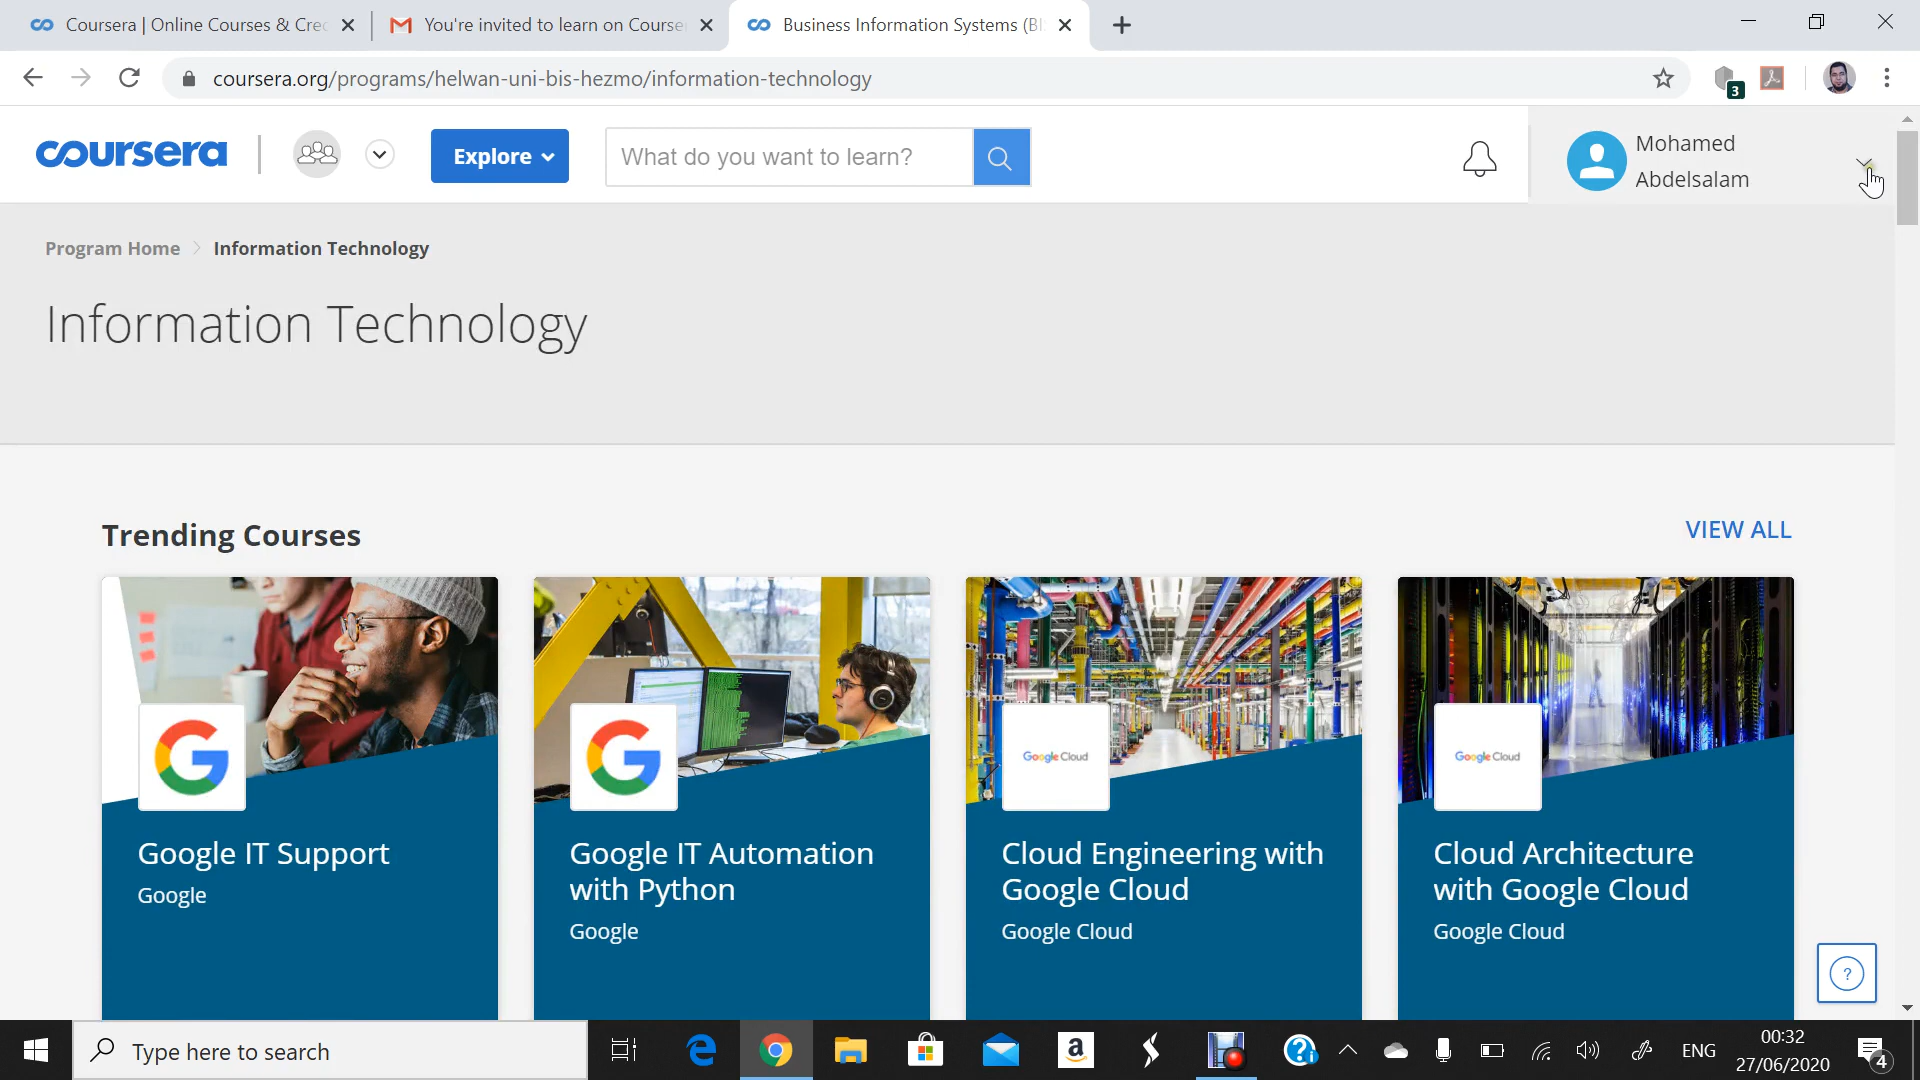 Coursera | Online Courses & Cre
You're invited to learn on Course
Business Information Systems (BI
coursera.org/programs/helwan-uni-bis-hezmo/information-technology
3
coursera
Explore
What do you want to learn?
Mohamed
Abdelsalam
Program Home
Information Technology
Information Technology
Trending Courses
VIEW ALL
Google Cloud
Google Cloud
Google IT Support
Google
Google IT Automation
with Python
Google
Cloud Engineering with
Google Cloud
Google Cloud
Cloud Architecture
with Google Cloud
Google Cloud
?
Type here to search
ENG
00:32
27/06/2020
4